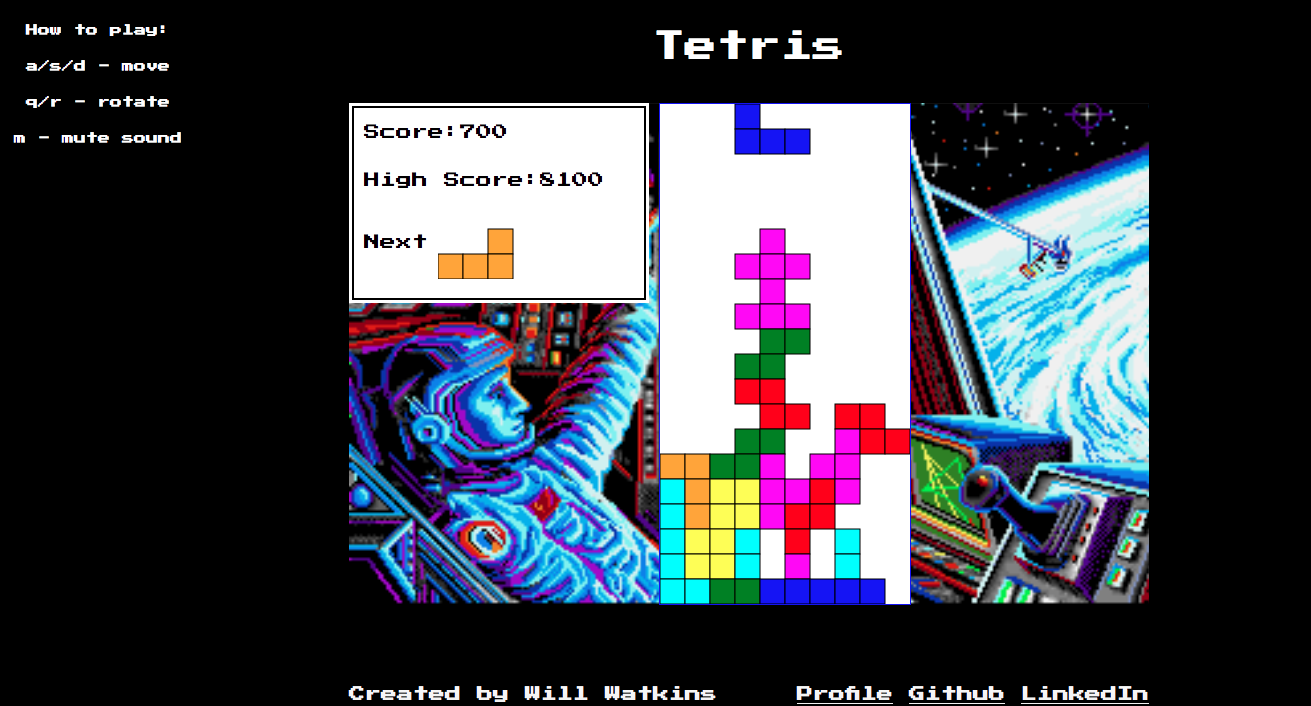 How to play:
a/s/d - move
q/r - rotate
m - mute sound
Tetris
Score:700
High Score:8100
Next
Created by Will Watkins
Profile Github LinkedIn